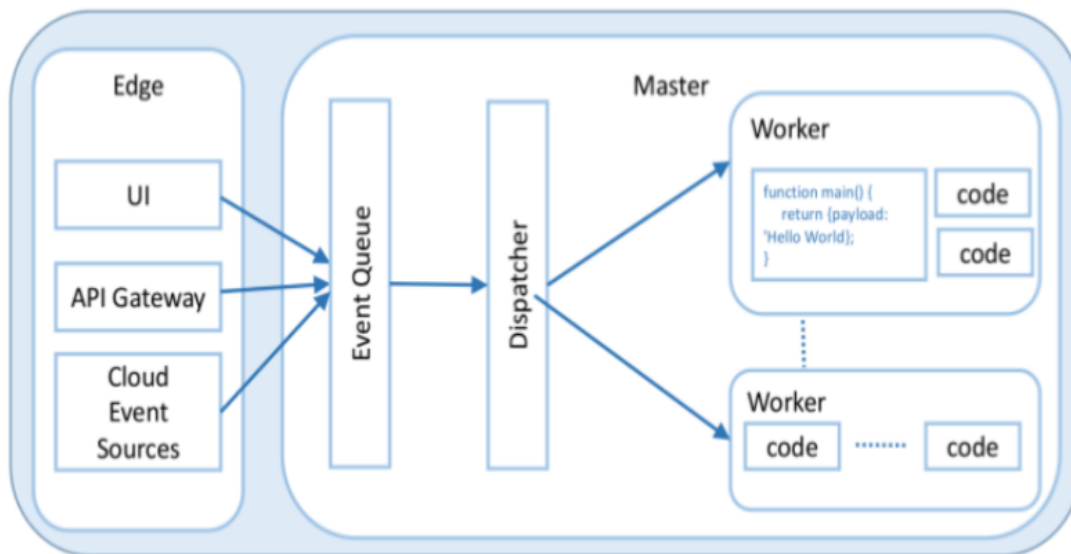 Edge
UI
API Gateway
Cloud
Event
Sources
Master
Event Queue
Dispatcher
Worker
function main() {
return {payload:
'Hello World};
}
code
code
Worker
code
code